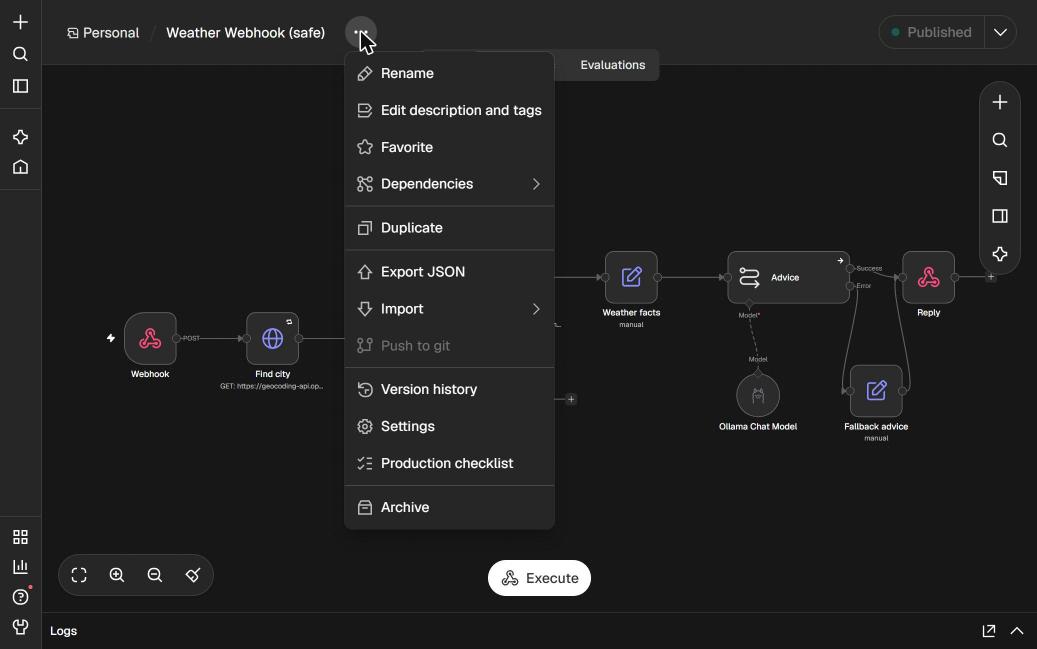 Personal / Weather Webhook (safe)
Published
Evaluations
Rename
Edit description and tags
Favorite
Dependencies
Duplicate
Export JSON
Import
Push to git
Version history
Settings
Production checklist
Archive
Webhook
POST
Find city
GET: https://geocoding-api.op...
Weather facts
manual
Advice
Success
Error
Model*
Model
Ollama Chat Model
Reply
Fallback advice
manual
Execute
Logs